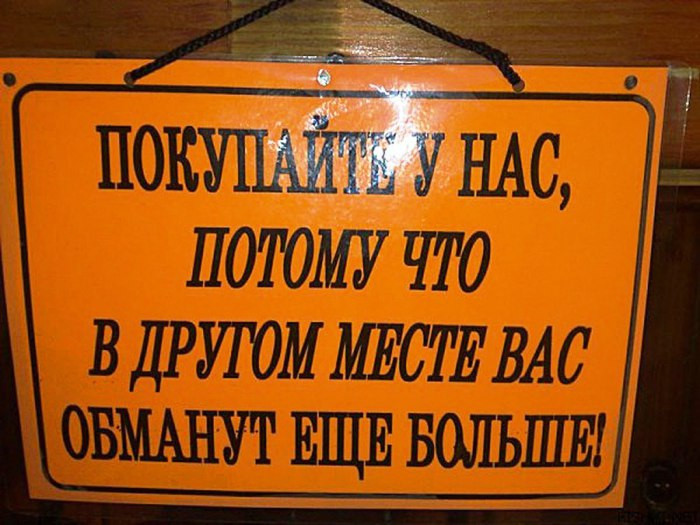 ПОКУПАЙТЕ У НАС,
ПОТОМУ ЧТО
В ДРУГОМ МЕСТЕ ВАС
ОБМАНУТ ЕЩЕ БОЛЬШЕ!